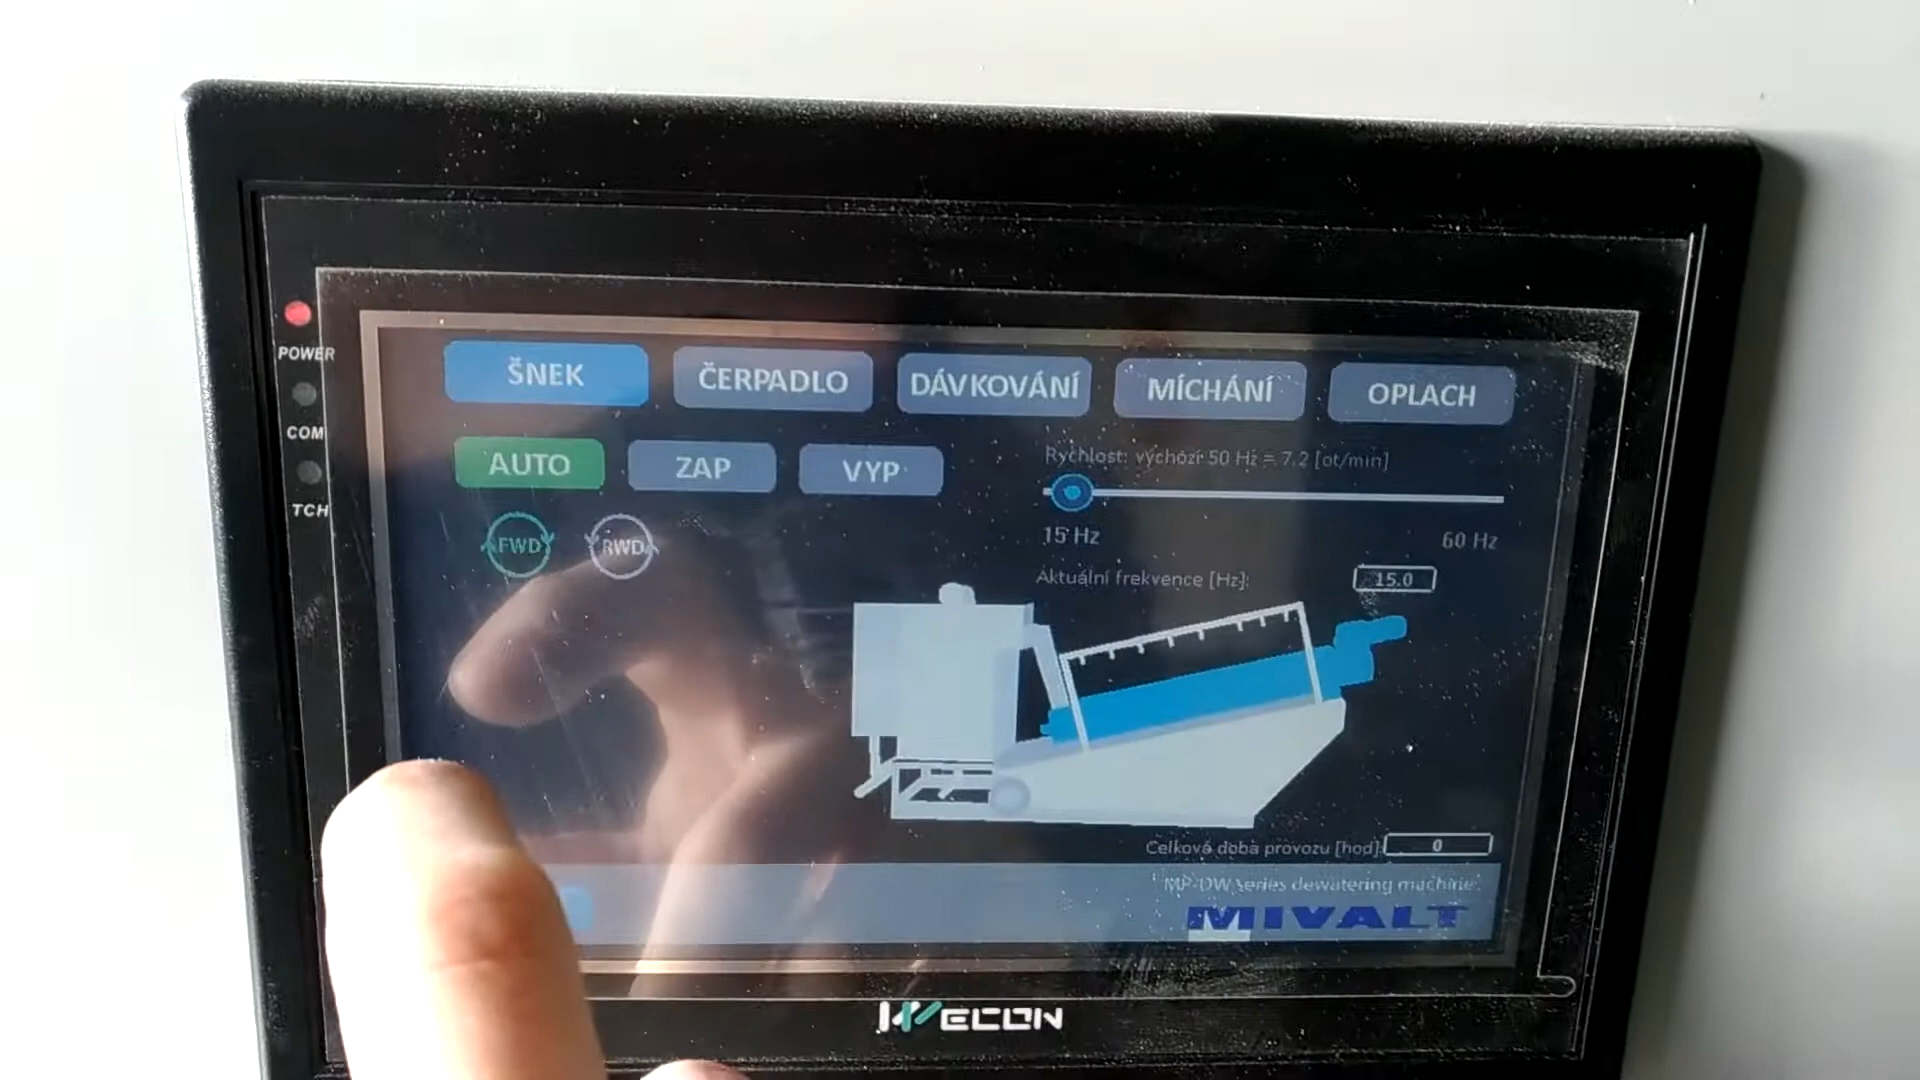 POWER
COM
TCH
ŠNEK ČERPADLO DÁVKOVÁNÍ MÍCHÁNÍ OPLACH
AUTO ZAP VYP
Rychlost: výchozí 50 Hz = 7.2 [ot/min]
FWD RWD
15 Hz 60 Hz
Aktuální frekvence [Hz]: 15.0
Celková doba provozu [hod]: 0
MP-DW series dewatering machine
MIVALT
WECON